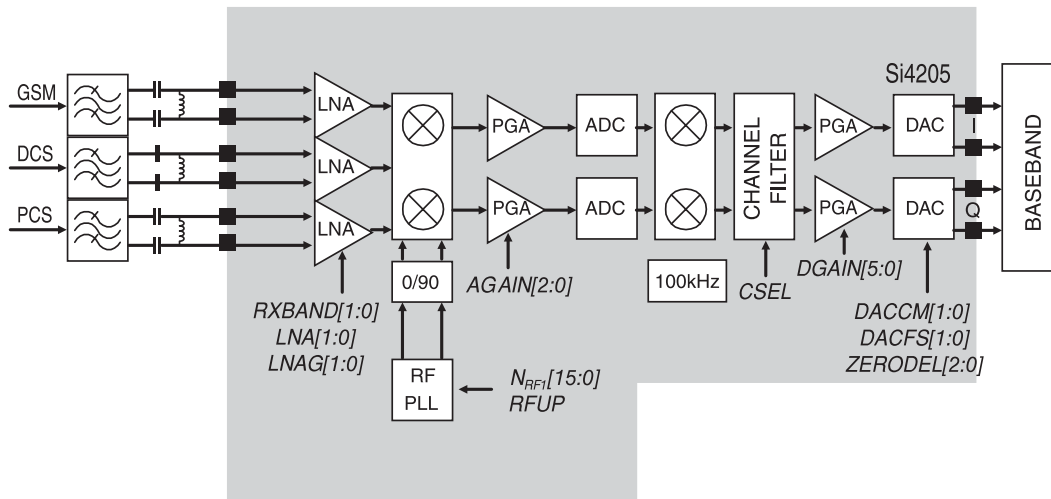 Si4205
GSM
DCS
PCS
LNA
LNA
LNA
PGA
ADC
PGA
ADC
CHANNEL
FILTER
PGA
DAC
PGA
DAC
I
Q
BASEBAND
0/90
AGAIN[2:0]
100kHz
CSEL
DGAIN[5:0]
RXBAND[1:0]
LNA[1:0]
LNAG[1:0]
DACCM[1:0]
DACFS[1:0]
ZERODEL[2:0]
RF
PLL
NRF1[15:0]
RFUP